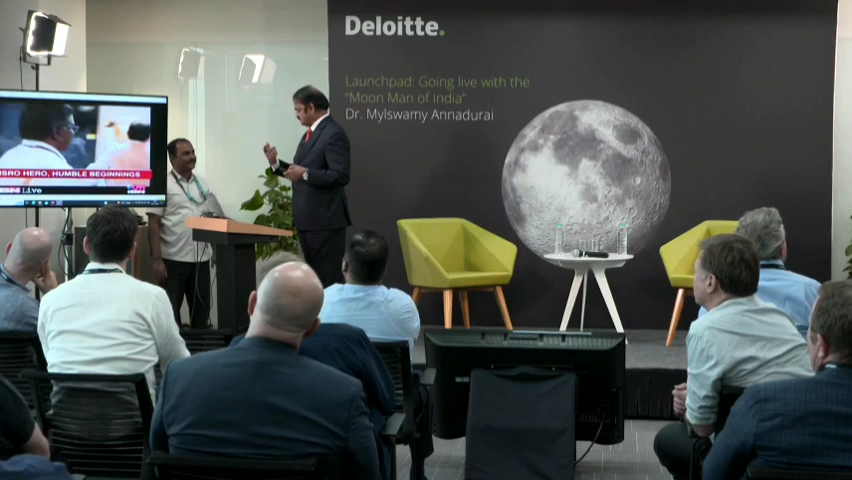 Deloitte.
Launchpad: Going live with the
"Moon Man of India"
Dr. Mylswamy Annadurai
ISRO HERO, HUMBLE BEGINNINGS
Live